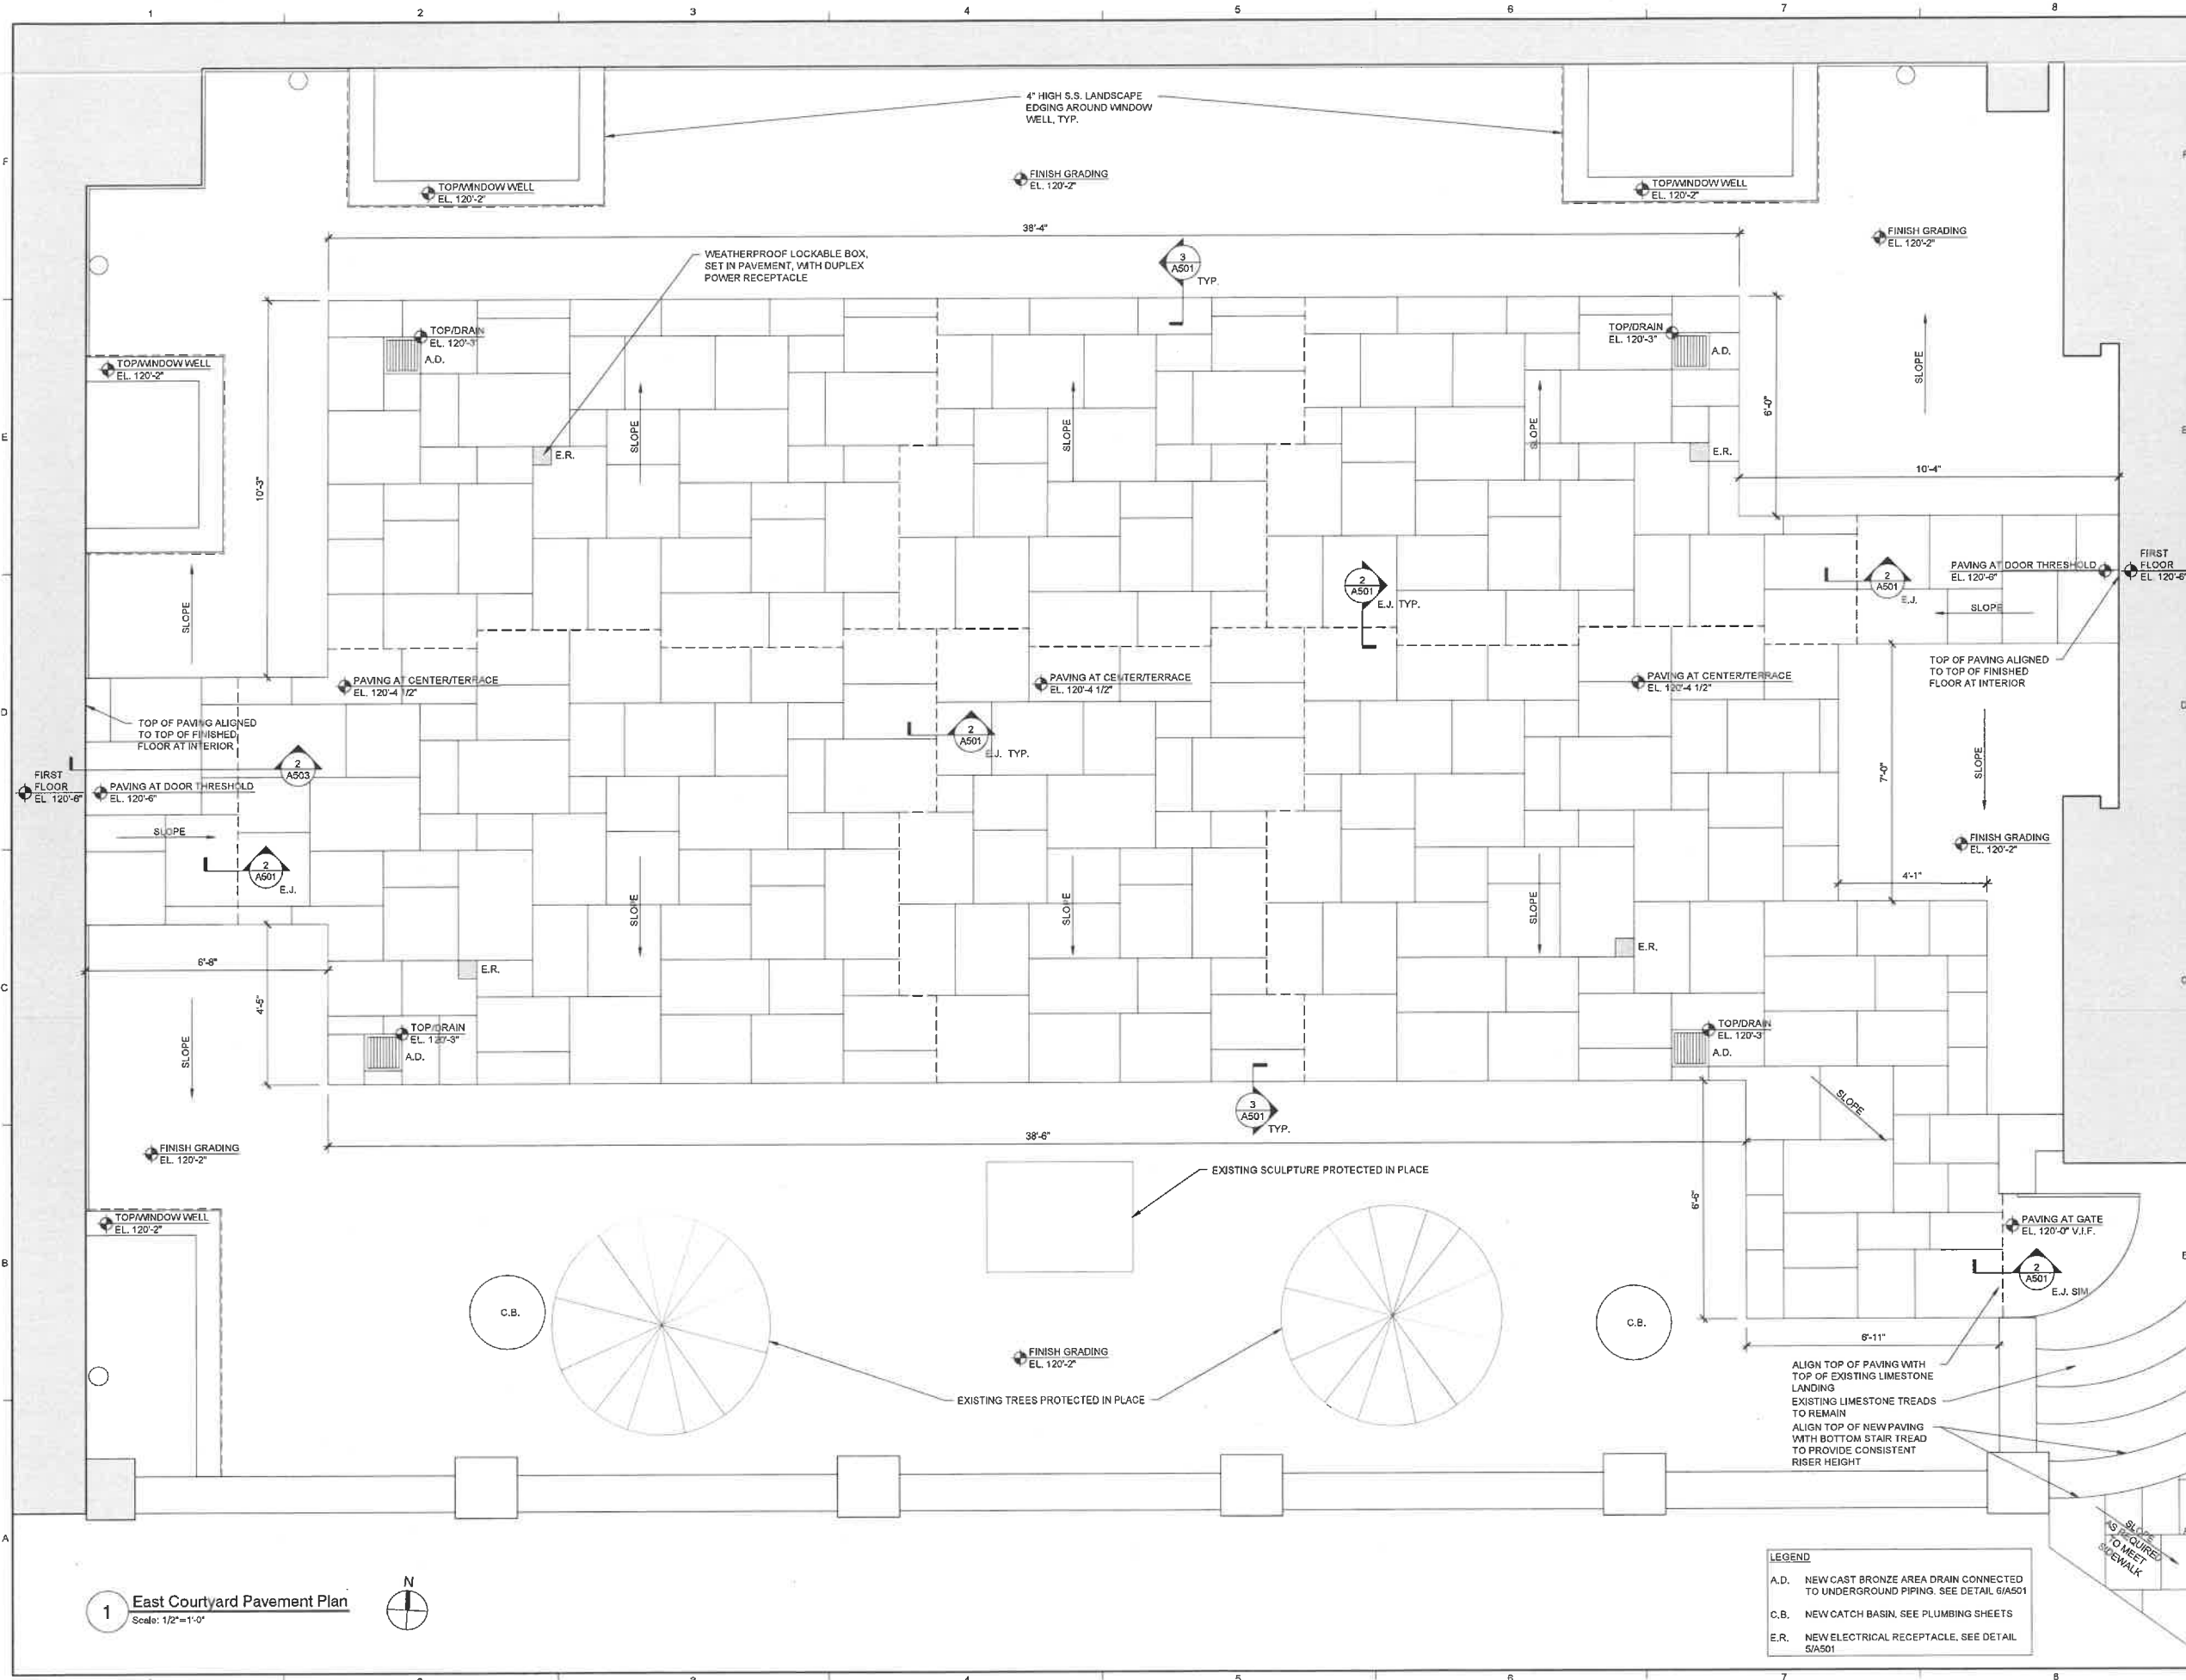 1 2 3 4 5 6 7 8
4" HIGH S.S. LANDSCAPE
EDGING AROUND WINDOW
WELL, TYP.
F
F
TOP/WINDOW WELL
EL. 120'-2"
FINISH GRADING
EL. 120'-2"
TOP/WINDOW WELL
EL. 120'-2"
38'-4"
FINISH GRADING
EL. 120'-2"
WEATHERPROOF LOCKABLE BOX,
SET IN PAVEMENT, WITH DUPLEX
POWER RECEPTACLE
3
A501
TYP.
TOP/DRAIN
EL. 120'-3"
A.D.
TOP/DRAIN
EL. 120'-3"
A.D.
TOP/WINDOW WELL
EL. 120'-2"
SLOPE
6'-0"
E
E
SLOPE
SLOPE
SLOPE
E.R.
E.R.
10'-3"
10'-4"
SLOPE
2
A501
E.J. TYP.
2
A501
E.J.
PAVING AT DOOR THRESHOLD
EL. 120'-6"
FIRST
FLOOR
EL. 120'-6"
SLOPE
TOP OF PAVING ALIGNED
TO TOP OF FINISHED
FLOOR AT INTERIOR
PAVING AT CENTER/TERRACE
EL. 120'-4 1/2"
PAVING AT CENTER/TERRACE
EL. 120'-4 1/2"
PAVING AT CENTER/TERRACE
EL. 120'-4 1/2"
D
D
TOP OF PAVING ALIGNED
TO TOP OF FINISHED
FLOOR AT INTERIOR
2
A501
E.J. TYP.
2
A503
SLOPE
7'-0"
FIRST
FLOOR
EL. 120'-6"
PAVING AT DOOR THRESHOLD
EL. 120'-6"
SLOPE
FINISH GRADING
EL. 120'-2"
2
A501
E.J.
4'-1"
SLOPE
SLOPE
SLOPE
6'-8"
E.R.
E.R.
C
C
4'-5"
SLOPE
TOP/DRAIN
EL. 120'-3"
A.D.
TOP/DRAIN
EL. 120'-3"
A.D.
SLOPE
3
A501
TYP.
38'-6"
FINISH GRADING
EL. 120'-2"
EXISTING SCULPTURE PROTECTED IN PLACE
6'-6"
TOP/WINDOW WELL
EL. 120'-2"
PAVING AT GATE
EL. 120'-0" V.I.F.
B
2
A501
E.J. SIM
C.B.
C.B.
6'-11"
FINISH GRADING
EL. 120'-2"
EXISTING TREES PROTECTED IN PLACE
ALIGN TOP OF PAVING WITH
TOP OF EXISTING LIMESTONE
LANDING
EXISTING LIMESTONE TREADS
TO REMAIN
ALIGN TOP OF NEW PAVING
WITH BOTTOM STAIR TREAD
TO PROVIDE CONSISTENT
RISER HEIGHT
A
SLOPE
AS REQUIRED
TO MEET
SIDEWALK
1
East Courtyard Pavement Plan
Scale: 1/2"=1'-0"
N
LEGEND
A.D. NEW CAST BRONZE AREA DRAIN CONNECTED
TO UNDERGROUND PIPING. SEE DETAIL 6/A501
C.B. NEW CATCH BASIN, SEE PLUMBING SHEETS
E.R. NEW ELECTRICAL RECEPTACLE, SEE DETAIL
5/A501